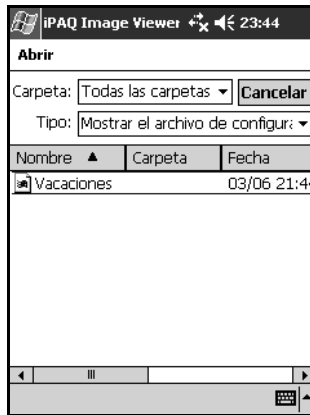 iPAQ Image Viewer 23:44
Abrir
Carpeta: Todas las carpetas Cancelar
Tipo: Mostrar el archivo de configura
Nombre Carpeta Fecha
Vacaciones 03/06 21:4